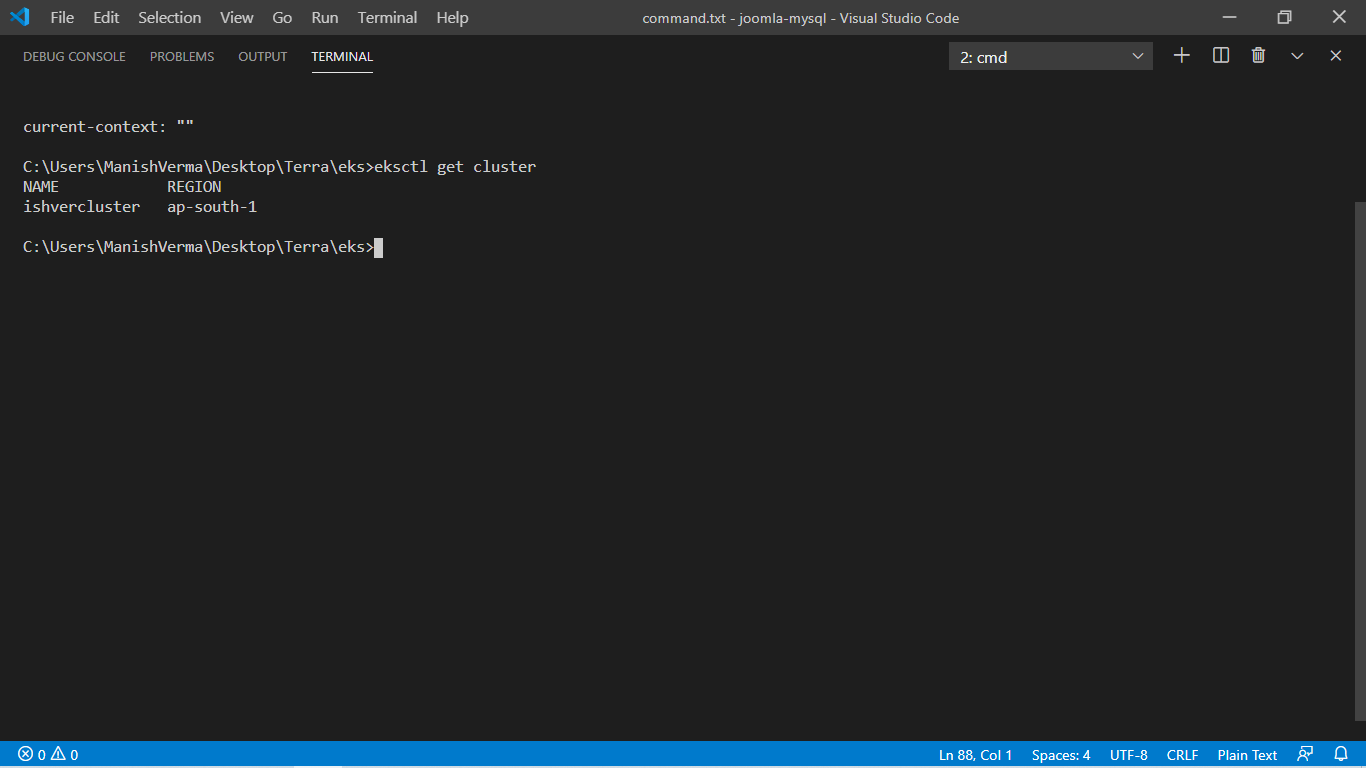 File Edit Selection View Go Run Terminal Help
command.txt - joomla-mysql - Visual Studio Code
DEBUG CONSOLE PROBLEMS OUTPUT TERMINAL
2: cmd
current-context: ""
C:\Users\ManishVerma\Desktop\Terra\eks>eksctl get cluster
NAME REGION
ishvercluster ap-south-1
C:\Users\ManishVerma\Desktop\Terra\eks>
0 0
Ln 88, Col 1 Spaces: 4 UTF-8 CRLF Plain Text